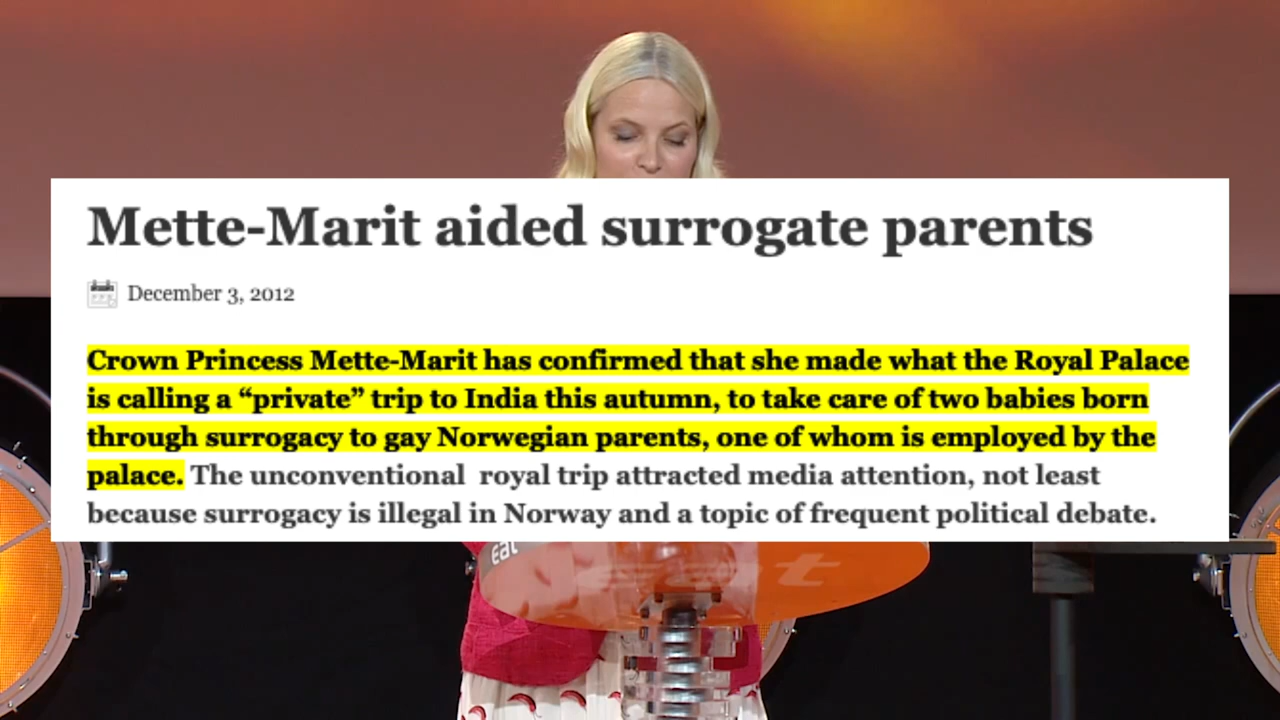 Mette-Marit aided surrogate parents
December 3, 2012
Crown Princess Mette-Marit has confirmed that she made what the Royal Palace
is calling a “private” trip to India this autumn, to take care of two babies born
through surrogacy to gay Norwegian parents, one of whom is employed by the
palace. The unconventional royal trip attracted media attention, not least
because surrogacy is illegal in Norway and a topic of frequent political debate.
eat
eat